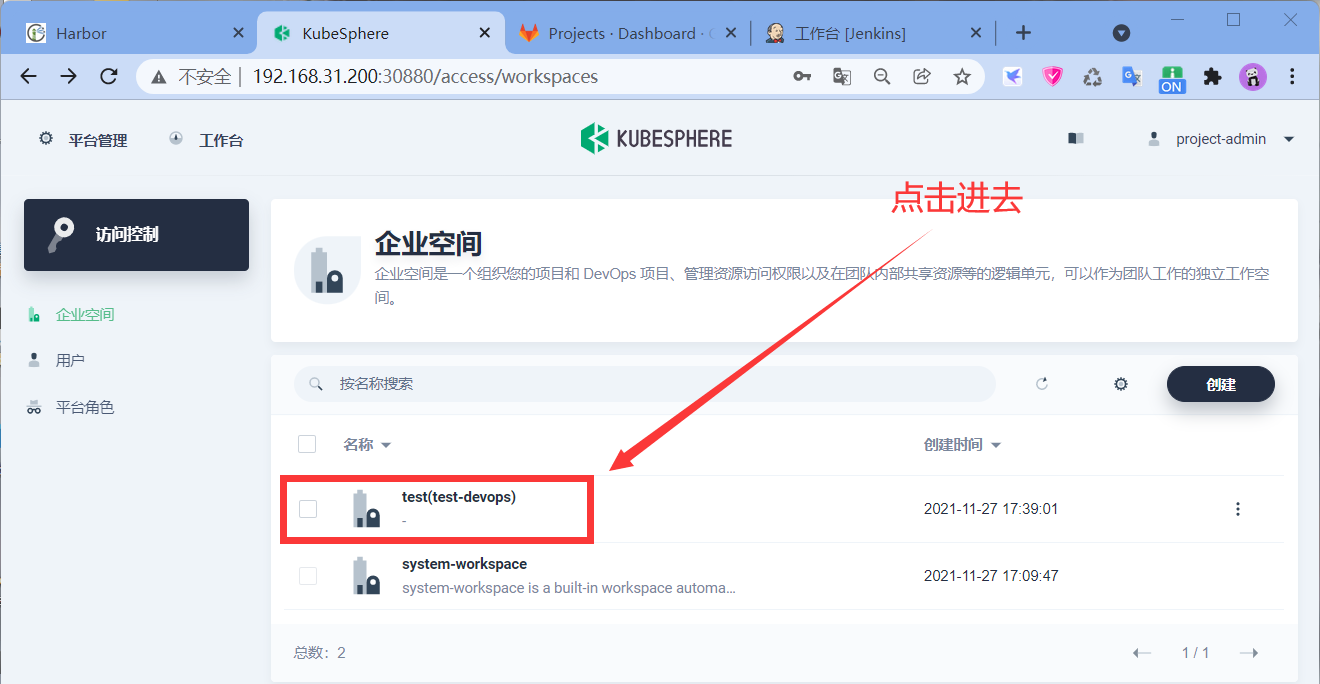 Harbor
KubeSphere
Projects · Dashboard ·
工作台 [Jenkins]
不安全 192.168.31.200:30880/access/workspaces
ON
平台管理
工作台
KUBESPHERE
project-admin
点击进去
访问控制
企业空间
企业空间是一个组织您的项目和 DevOps 项目、管理资源访问权限以及在团队内部共享资源等的逻辑单元，可以作为团队工作的独立工作空
间。
企业空间
用户
平台角色
按名称搜索
创建
名称
创建时间
test(test-devops)
-
2021-11-27 17:39:01
system-workspace
system-workspace is a built-in workspace automa...
2021-11-27 17:09:47
总数：2
1 / 1